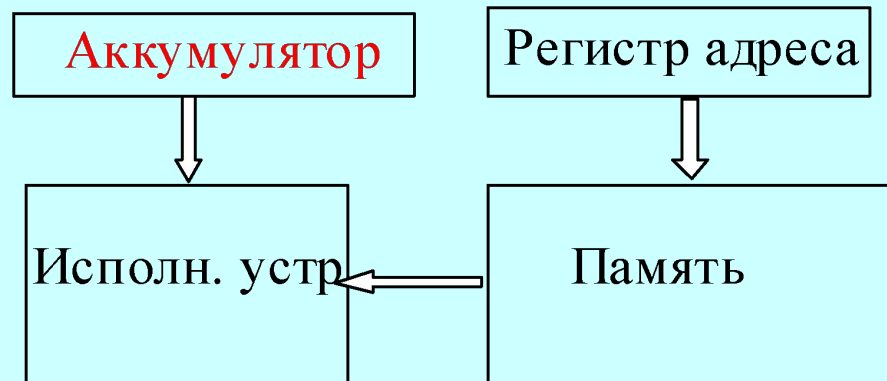 Аккумулятор
Регистр адреса
Исполн. устр
Память